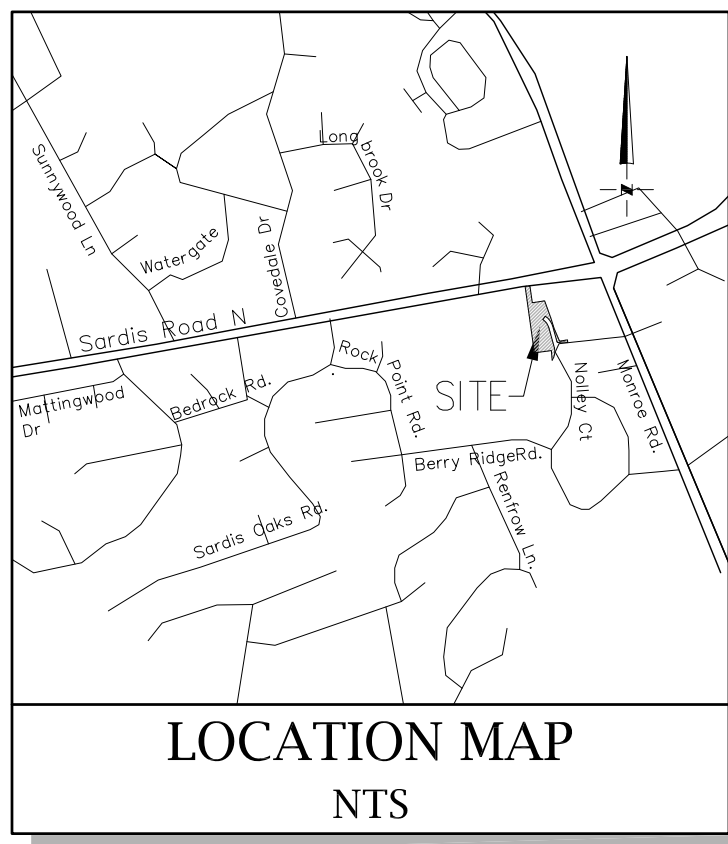 Sunnywood Ln
Watergate
Covedale Dr
Long brook Dr
Sardis Road N
Mattingwood
Dr
Bedrock Rd.
Rock
Point Rd.
SITE
Nolley Ct
Monroe Rd.
Berry RidgeRd.
Renfrow Ln.
Sardis Oaks Rd.
N
LOCATION MAP
NTS